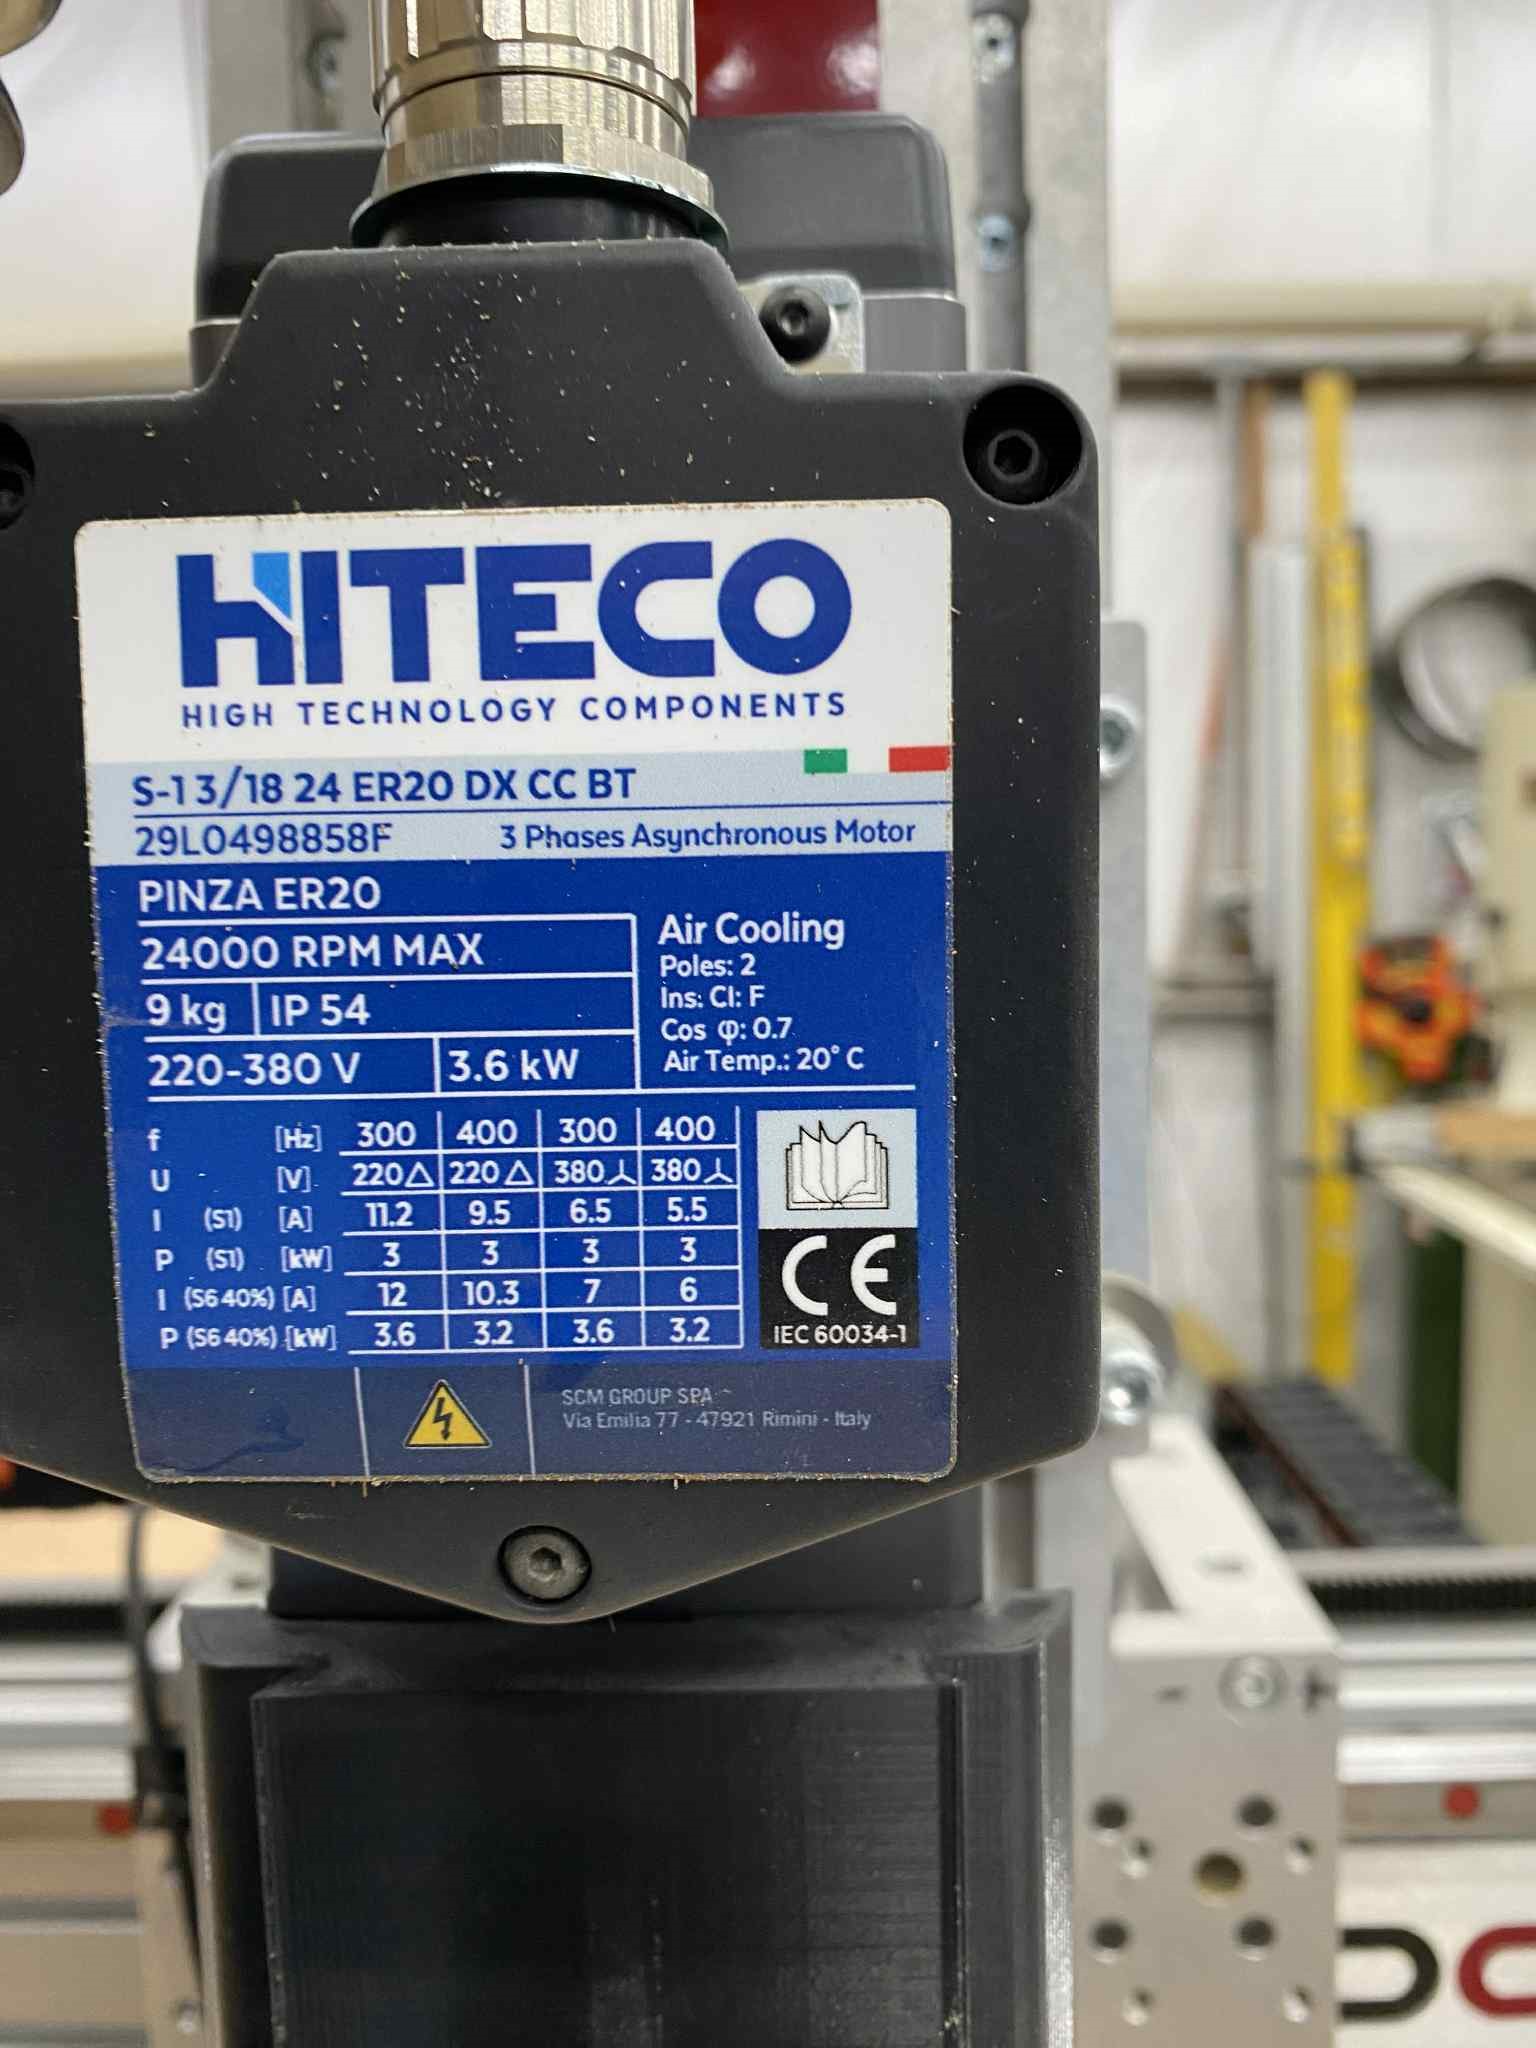 HITECO
HIGH TECHNOLOGY COMPONENTS
S-1 3/18 24 ER20 DX CC BT
29L0498858F 3 Phases Asynchronous Motor
PINZA ER20
24000 RPM MAX
9 kg IP 54
220-380 V 3.6 kW
Air Cooling
Poles: 2
Ins: Cl: F
Cos φ: 0.7
Air Temp.: 20° C
f [Hz] 300 400 300 400
U [V] 220△ 220△ 380⅄ 380⅄
I (S1) [A] 11.2 9.5 6.5 5.5
P (S1) [kW] 3 3 3 3
I (S6 40%) [A] 12 10.3 7 6
P (S6 40%) [kW] 3.6 3.2 3.6 3.2
CE
IEC 60034-1
SCM GROUP SPA
Via Emilia 77 - 47921 Rimini - Italy